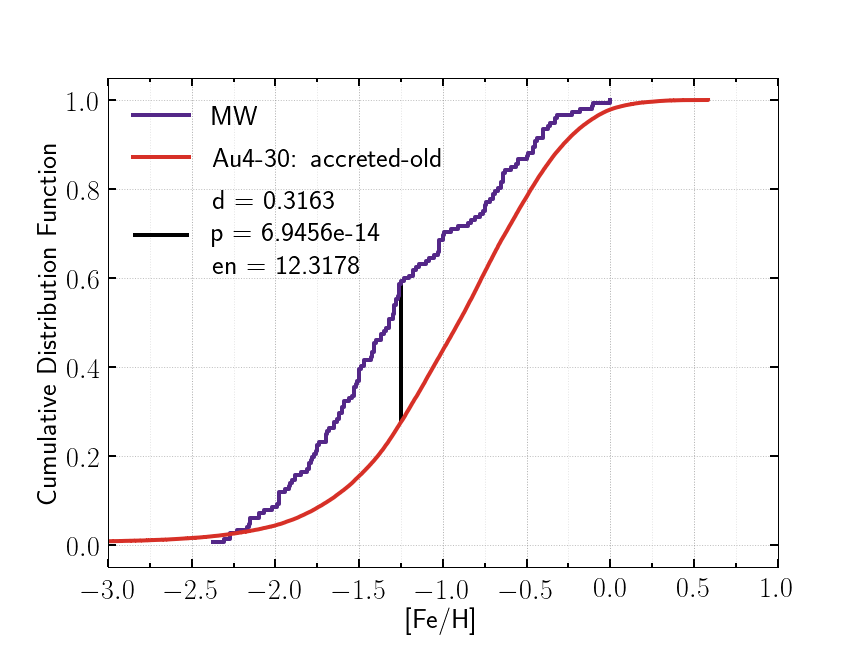 MW
Au4-30: accreted-old
d = 0.3163
p = 6.9456e-14
en = 12.3178
Cumulative Distribution Function
1.0
0.8
0.6
0.4
0.2
0.0
−3.0 −2.5 −2.0 −1.5 −1.0 −0.5 0.0 0.5 1.0
[Fe/H]